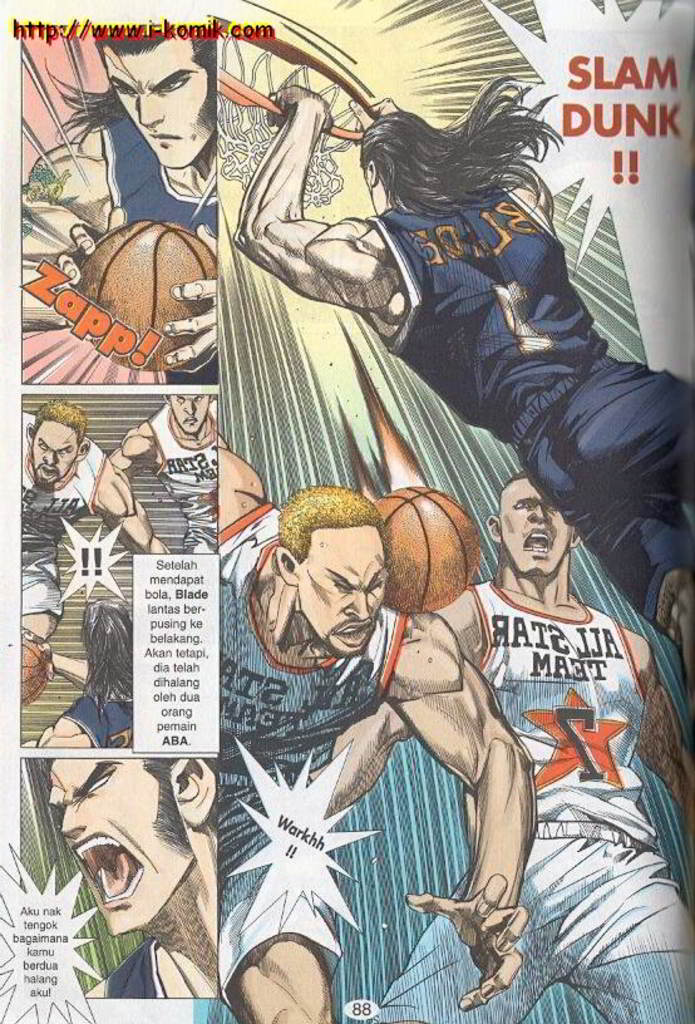 http://www.i-komik.com
SLAM
DUNK
!!
Zapp!
!!
Setelah
mendapat
bola, Blade
lantas ber-
pusing ke
belakang.
Akan tetapi,
dia telah
dihalang
oleh dua
orang
pemain
ABA.
ALL STAR
TEAM
7
Warkhh
!!
Aku nak
tengok
bagaimana
kamu
berdua
halang
aku!
88